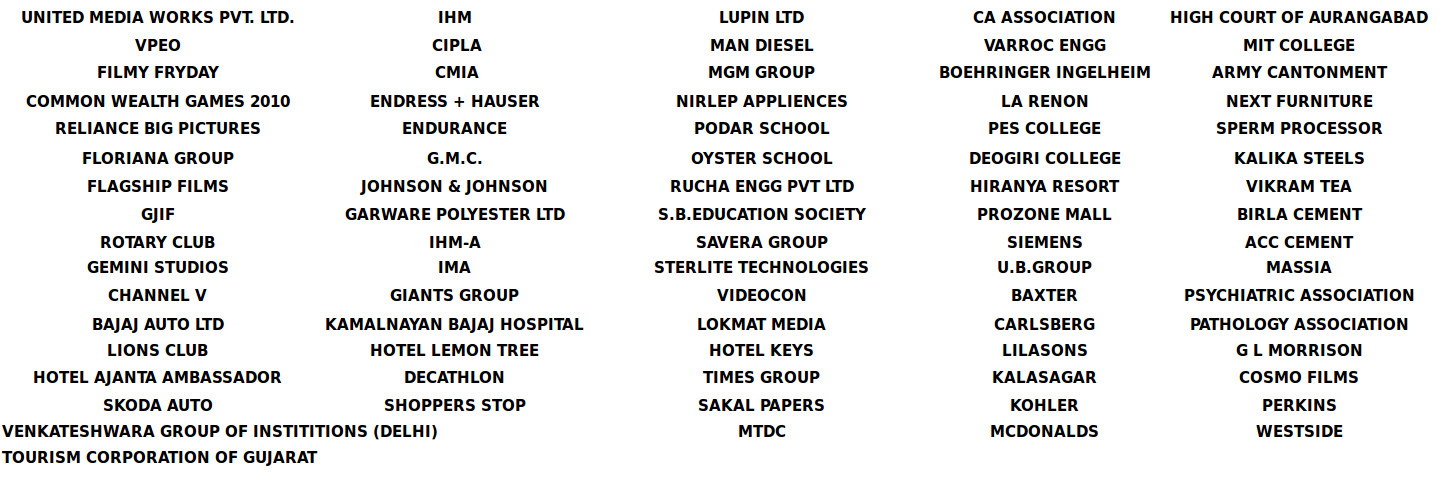 UNITED MEDIA WORKS PVT. LTD. IHM LUPIN LTD CA ASSOCIATION HIGH COURT OF AURANGABAD
VPEO CIPLA MAN DIESEL VARROC ENGG MIT COLLEGE
FILMY FRYDAY CMIA MGM GROUP BOEHRINGER INGELHEIM ARMY CANTONMENT
COMMON WEALTH GAMES 2010 ENDRESS + HAUSER NIRLEP APPLIENCES LA RENON NEXT FURNITURE
RELIANCE BIG PICTURES ENDURANCE PODAR SCHOOL PES COLLEGE SPERM PROCESSOR
FLORIANA GROUP G.M.C. OYSTER SCHOOL DEOGIRI COLLEGE KALIKA STEELS
FLAGSHIP FILMS JOHNSON & JOHNSON RUCHA ENGG PVT LTD HIRANYA RESORT VIKRAM TEA
GJIF GARWARE POLYESTER LTD S.B.EDUCATION SOCIETY PROZONE MALL BIRLA CEMENT
ROTARY CLUB IHM-A SAVERA GROUP SIEMENS ACC CEMENT
GEMINI STUDIOS IMA STERLITE TECHNOLOGIES U.B.GROUP MASSIA
CHANNEL V GIANTS GROUP VIDEOCON BAXTER PSYCHIATRIC ASSOCIATION
BAJAJ AUTO LTD KAMALNAYAN BAJAJ HOSPITAL LOKMAT MEDIA CARLSBERG PATHOLOGY ASSOCIATION
LIONS CLUB HOTEL LEMON TREE HOTEL KEYS LILASONS G L MORRISON
HOTEL AJANTA AMBASSADOR DECATHLON TIMES GROUP KALASAGAR COSMO FILMS
SKODA AUTO SHOPPERS STOP SAKAL PAPERS KOHLER PERKINS
VENKATESHWARA GROUP OF INSTITITIONS (DELHI) MTDC MCDONALDS WESTSIDE
TOURISM CORPORATION OF GUJARAT